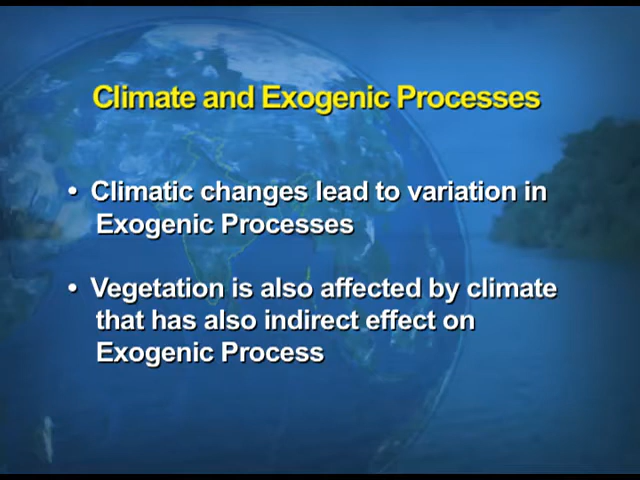 Climate and Exogenic Processes
• Climatic changes lead to variation in
Exogenic Processes
• Vegetation is also affected by climate
that has also indirect effect on
Exogenic Process